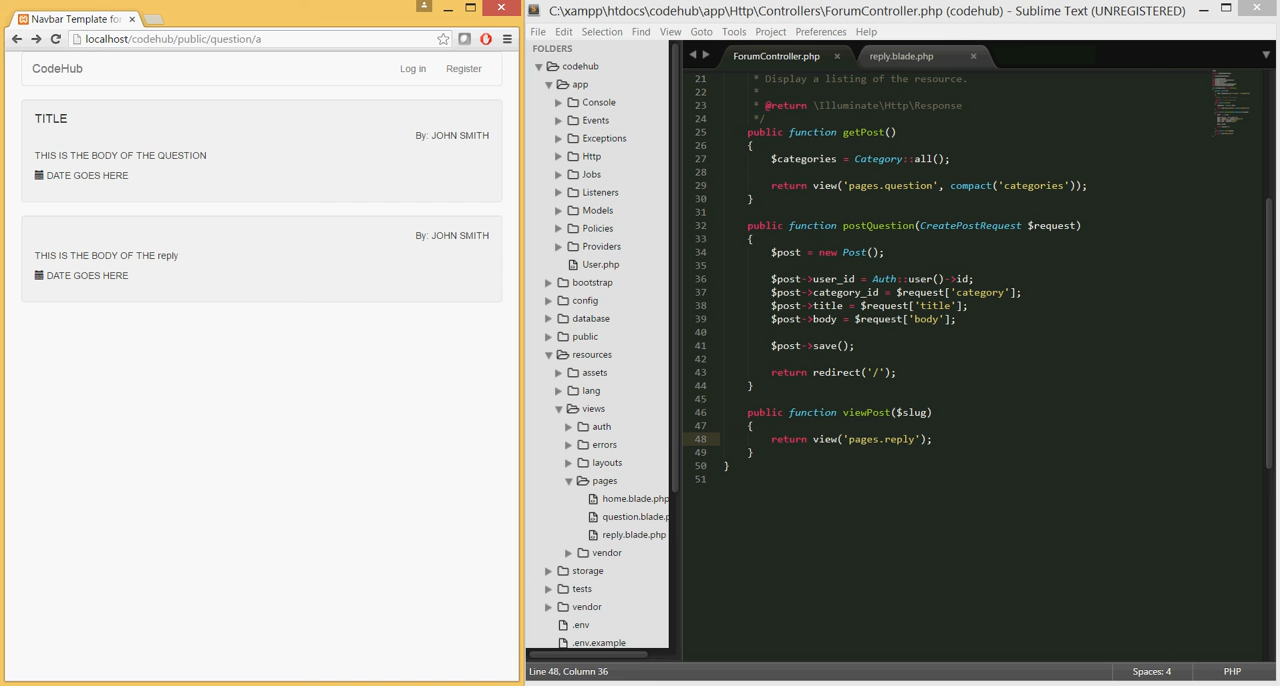 Navbar Template for
localhost/codehub/public/question/a
CodeHub
Log in
Register
TITLE
By: JOHN SMITH
THIS IS THE BODY OF THE QUESTION
DATE GOES HERE
By: JOHN SMITH
THIS IS THE BODY OF THE reply
DATE GOES HERE
C:\xampp\htdocs\codehub\app\Http\Controllers\ForumController.php (codehub) - Sublime Text (UNREGISTERED)
File Edit Selection Find View Goto Tools Project Preferences Help
FOLDERS
codehub
app
Console
Events
Exceptions
Http
Jobs
Listeners
Models
Policies
Providers
User.php
bootstrap
config
database
public
resources
assets
lang
views
auth
errors
layouts
pages
home.blade.php
question.blade.p
reply.blade.php
vendor
storage
tests
vendor
.env
.env.example
ForumController.php
reply.blade.php
21 * Display a listing of the resource.
22 *
23 * @return \Illuminate\Http\Response
24 */
25 public function getPost()
26 {
27 $categories = Category::all();
28
29 return view('pages.question', compact('categories'));
30 }
31
32 public function postQuestion(CreatePostRequest $request)
33 {
34 $post = new Post();
35
36 $post->user_id = Auth::user()->id;
37 $post->category_id = $request['category'];
38 $post->title = $request['title'];
39 $post->body = $request['body'];
40
41 $post->save();
42
43 return redirect('/');
44 }
45
46 public function viewPost($slug)
47 {
48 return view('pages.reply');
49 }
50 }
51
Line 48, Column 36
Spaces: 4
PHP